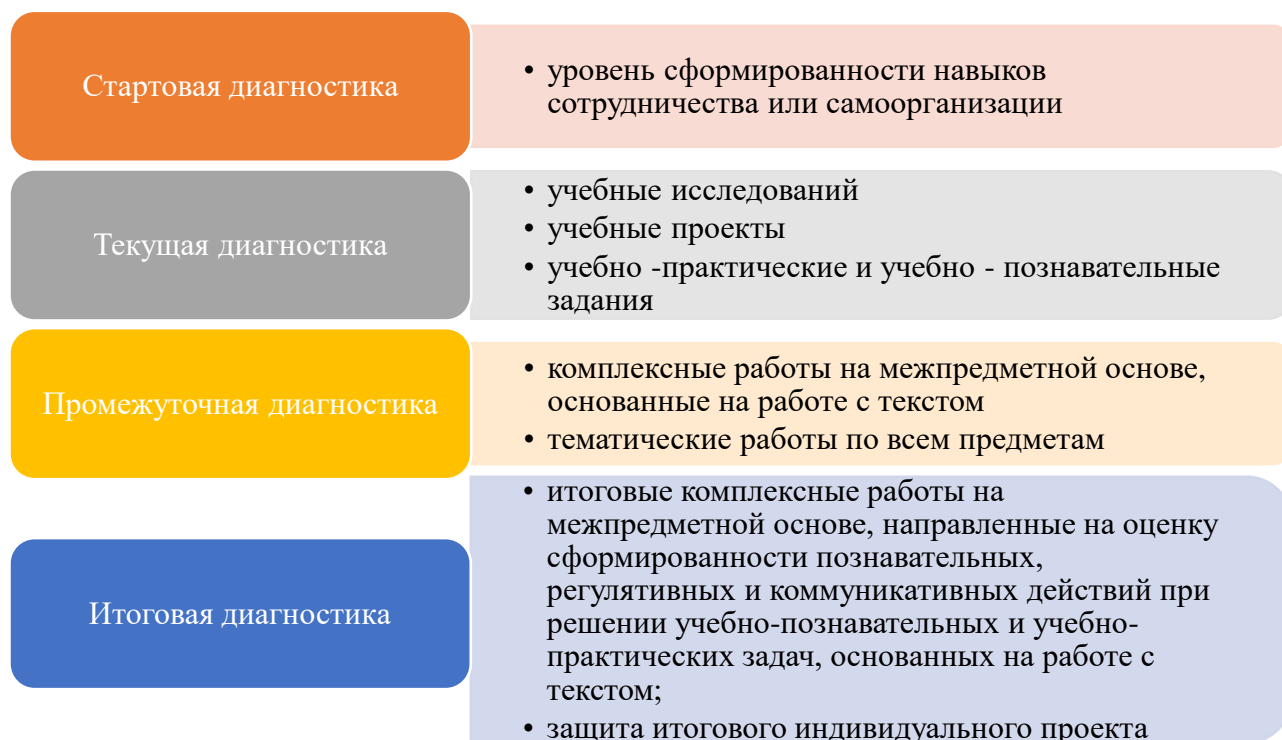 Стартовая диагностика
• уровень сформированности навыков
сотрудничества или самоорганизации
Текущая диагностика
• учебные исследований
• учебные проекты
• учебно -практические и учебно - познавательные
задания
Промежуточная диагностика
• комплексные работы на межпредметной основе,
основанные на работе с текстом
• тематические работы по всем предметам
Итоговая диагностика
• итоговые комплексные работы на
межпредметной основе, направленные на оценку
сформированности познавательных,
регулятивных и коммуникативных действий при
решении учебно-познавательных и учебно-
практических задач, основанных на работе с
текстом;
• защита итогового индивидуального проекта